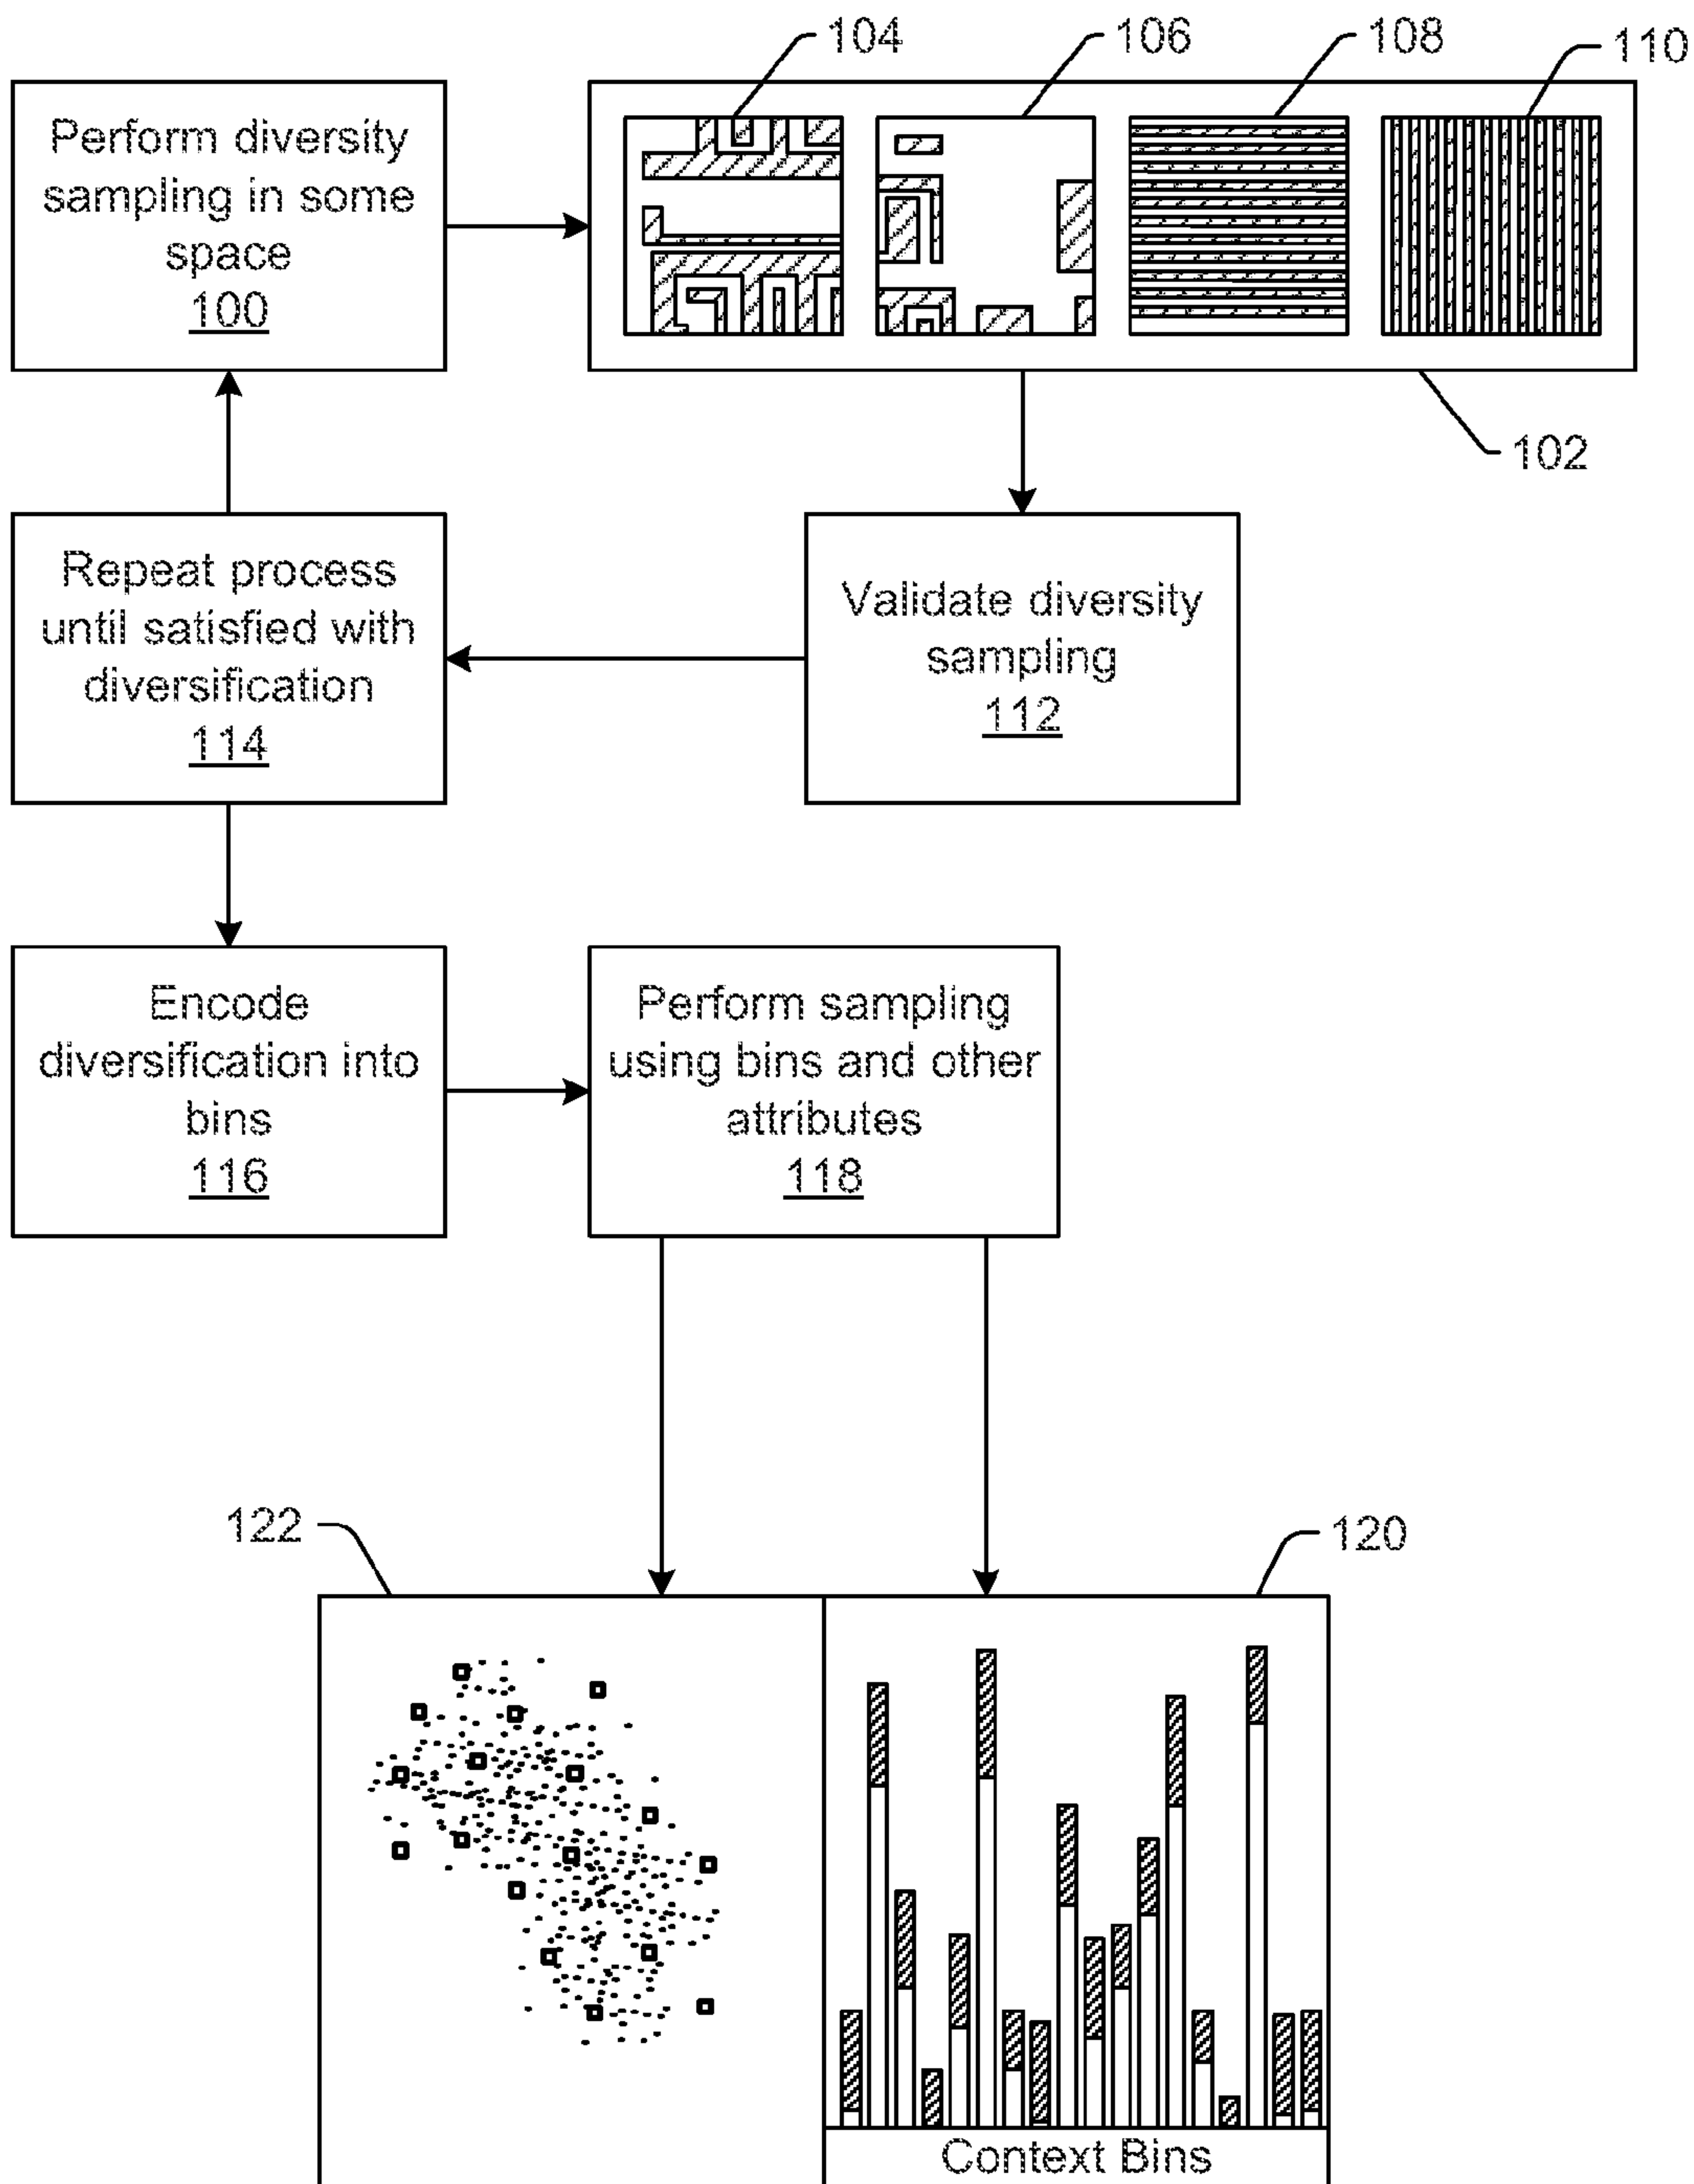 104
106
108
110
Perform diversity
sampling in some
space
100
102
Repeat process
until satisfied with
diversification
114
Validate diversity
sampling
112
Encode
diversification into
bins
116
Perform sampling
using bins and other
attributes
118
122
120
Context Bins